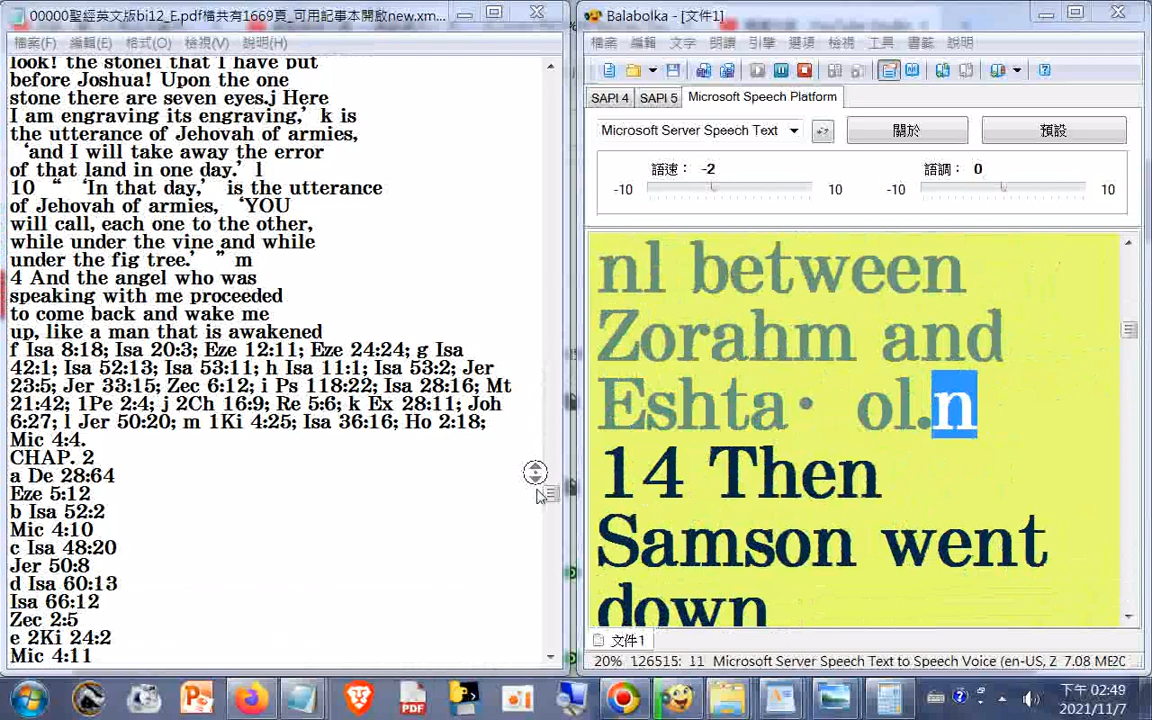 00000聖經英文版bi12_E.pdf檔共有1669頁_可用記事本開啟new.xm...
檔案(F) 編輯(E) 格式(O) 檢視(V) 說明(H)
look! the stonei that I have put
before Joshua! Upon the one
stone there are seven eyes.j Here
I am engraving its engraving,’ k is
the utterance of Jehovah of armies,
‘and I will take away the error
of that land in one day.’ l
10 “ ‘In that day,’ is the utterance
of Jehovah of armies, ‘YOU
will call, each one to the other,
while under the vine and while
under the fig tree.’ ” m
4 And the angel who was
speaking with me proceeded
to come back and wake me
up, like a man that is awakened
f Isa 8:18; Isa 20:3; Eze 12:11; Eze 24:24; g Isa
42:1; Isa 52:13; Isa 53:11; h Isa 11:1; Isa 53:2; Jer
23:5; Jer 33:15; Zec 6:12; i Ps 118:22; Isa 28:16; Mt
21:42; 1Pe 2:4; j 2Ch 16:9; Re 5:6; k Ex 28:11; Joh
6:27; l Jer 50:20; m 1Ki 4:25; Isa 36:16; Ho 2:18;
Mic 4:4.
CHAP. 2
a De 28:64
Eze 5:12
b Isa 52:2
Mic 4:10
c Isa 48:20
Jer 50:8
d Isa 60:13
Isa 66:12
Zec 2:5
e 2Ki 24:2
Mic 4:11
Balabolka - [文件1]
檔案 編輯 文字 朗讀 引擎 選項 檢視 工具 書籤 說明
SAPI 4 SAPI 5 Microsoft Speech Platform
Microsoft Server Speech Text 關於 預設
語速: -2 語調: 0
-10 10 -10 10
nl between
Zorahm and
Eshta· ol.n
14 Then
Samson went
down
文件1
20% 126515: 11 Microsoft Server Speech Text to Speech Voice (en-US, Z 7.08 ME20
PDF
下午 02:49
2021/11/7